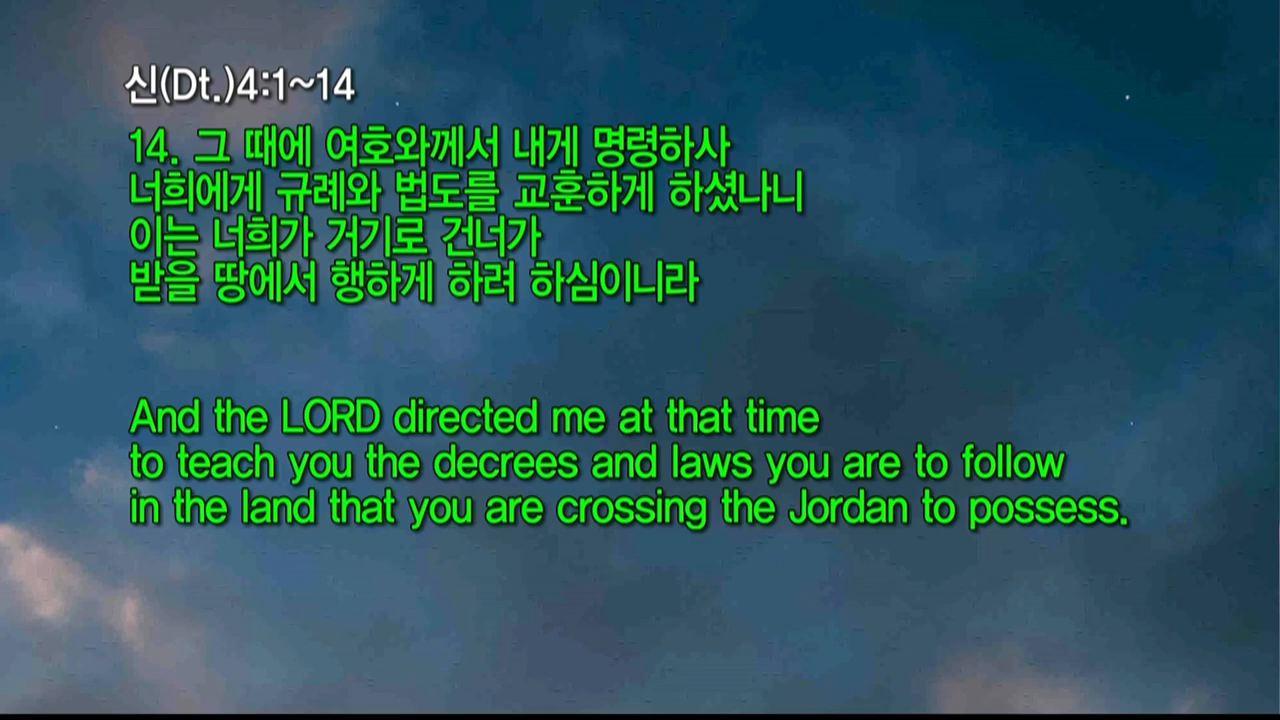 신(Dt.)4:1~14
14. 그 때에 여호와께서 내게 명령하사
너희에게 규례와 법도를 교훈하게 하셨나니
이는 너희가 거기로 건너가
받을 땅에서 행하게 하려 하심이니라
And the LORD directed me at that time
to teach you the decrees and laws you are to follow
in the land that you are crossing the Jordan to possess.